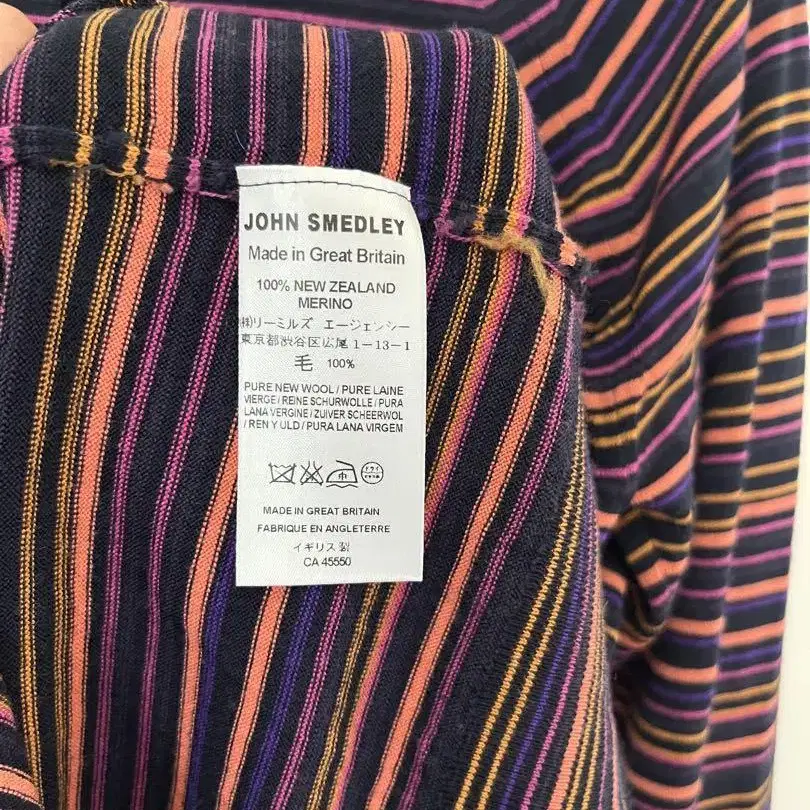 JOHN SMEDLEY
Made in Great Britain
100% NEW ZEALAND
MERINO
㈱リーミルズ エージェンシー
東京都渋谷区広尾1-13-1
毛 100%
PURE NEW WOOL / PURE LAINE
VIERGE / REINE SCHURWOLLE / PURA
LANA VERGINE / ZUIVER SCHEERWOL
/ REN Y ULD / PURA LANA VIRGEM
ドライ
MADE IN GREAT BRITAIN
FABRIQUE EN ANGLETERRE
イギリス製
CA 45550